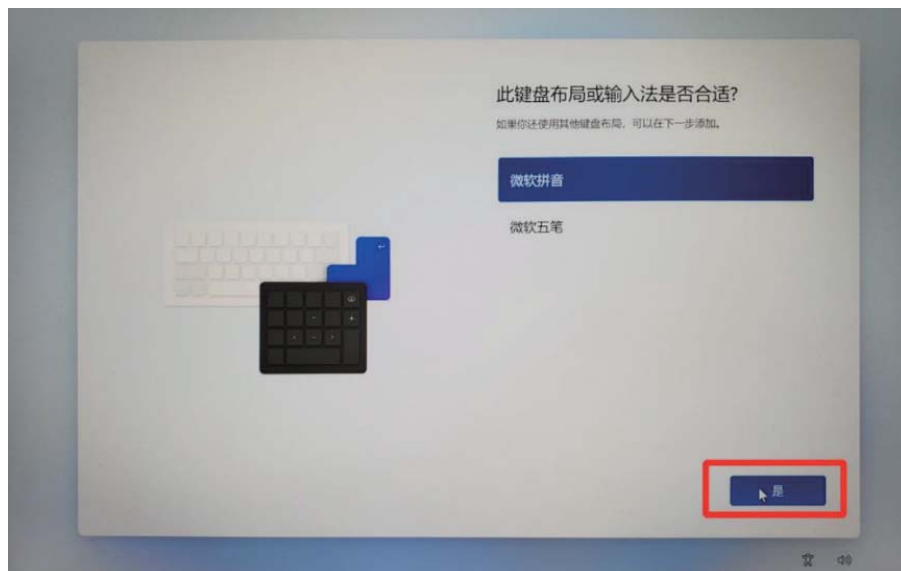 此键盘布局或输入法是否合适?
如果你还使用其他键盘布局，可以在下一步添加。
微软拼音
微软五笔
是